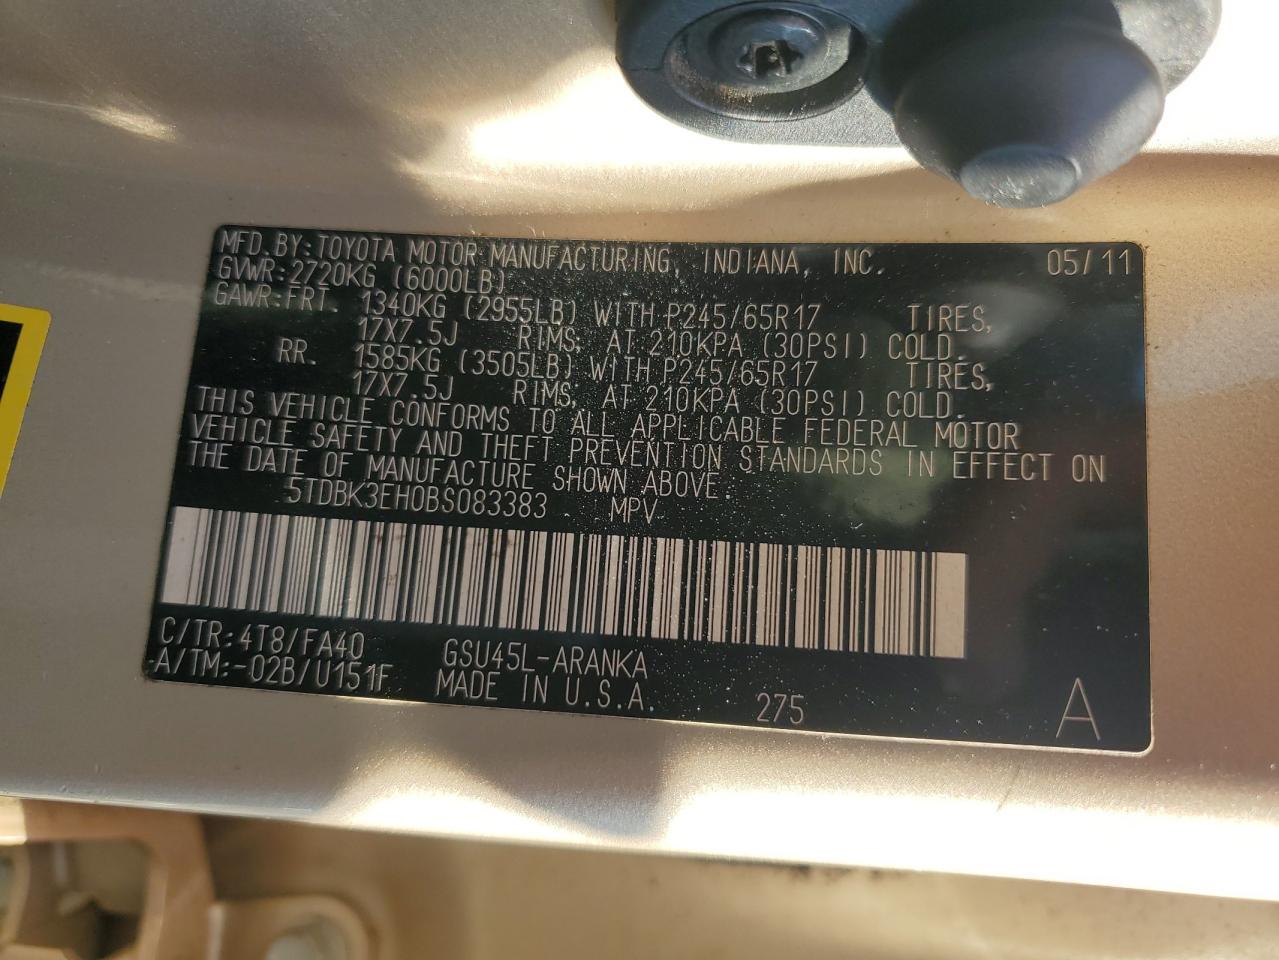 MFD.BY:TOYOTA MOTOR MANUFACTURING, INDIANA, INC. 05/11
GVWR:2720KG (6000LB)
GAWR:FRT. 1340KG (2955LB) WITH P245/65R17 TIRES,
17X7.5J RIMS, AT 210KPA (30PSI) COLD.
RR. 1585KG (3505LB) WITH P245/65R17 TIRES,
17X7.5J RIMS, AT 210KPA (30PSI) COLD.
THIS VEHICLE CONFORMS TO ALL APPLICABLE FEDERAL MOTOR
VEHICLE SAFETY AND THEFT PREVENTION STANDARDS IN EFFECT ON
THE DATE OF MANUFACTURE SHOWN ABOVE.
5TDBK3EH0BS083383 MPV
C/TR:4T8/FA40 GSU45L-ARANKA
A/TM:-02B/U151F MADE IN U.S.A. 275 A